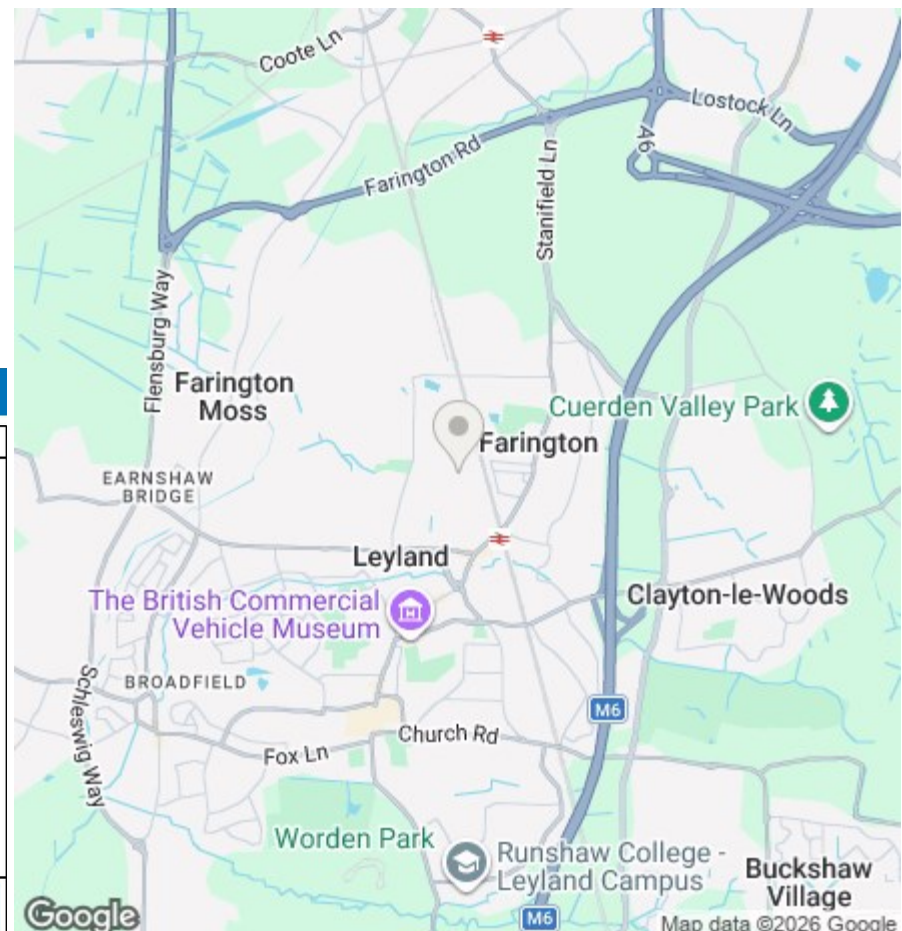 Coote Ln
Lostock Ln
A6
Farington Rd
Stanifield Ln
Flensburg Way
Farington
Moss
Cuerden Valley Park
Farington
EARNSHAW
BRIDGE
Leyland
Clayton-le-Woods
The British Commercial
Vehicle Museum
BROADFIELD
M6
Schleswig Way
Church Rd
Fox Ln
Worden Park
Runshaw College -
Leyland Campus
Buckshaw
Village
M6
Google
Map data ©2026 Google